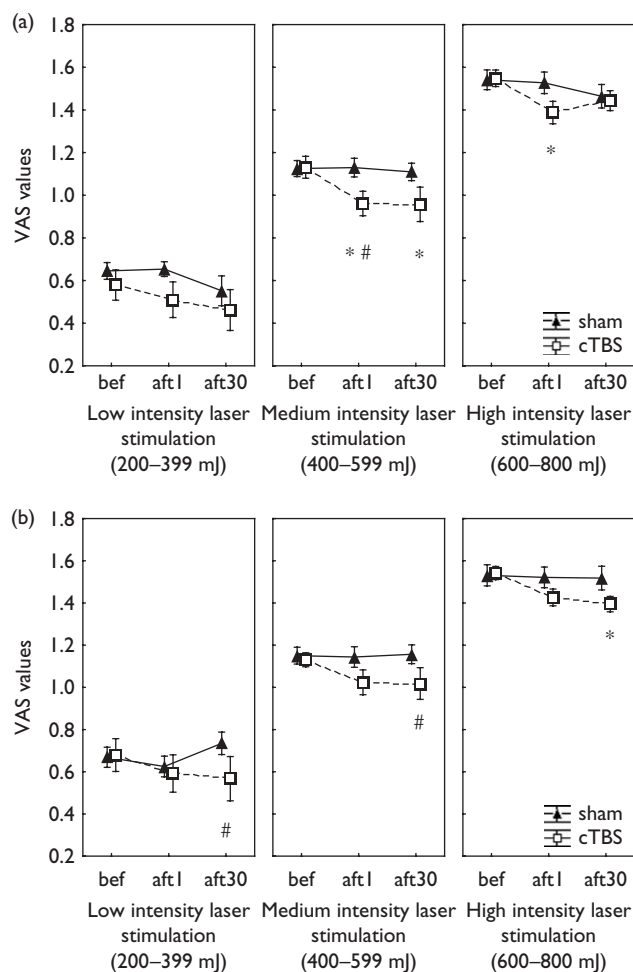 (a)
1.8
1.6
1.4
1.2
1.0
0.8
0.6
0.4
0.2
VAS values
* # *
*
sham
cTBS
bef aft1 aft30 bef aft1 aft30 bef aft1 aft30
Low intensity laser Medium intensity laser High intensity laser
stimulation stimulation stimulation
(200–399 mJ) (400–599 mJ) (600–800 mJ)
(b)
1.8
1.6
1.4
1.2
1.0
0.8
0.6
0.4
0.2
VAS values
#
#
*
sham
cTBS
bef aft1 aft30 bef aft1 aft30 bef aft1 aft30
Low intensity laser Medium intensity laser High intensity laser
stimulation stimulation stimulation
(200–399 mJ) (400–599 mJ) (600–800 mJ)